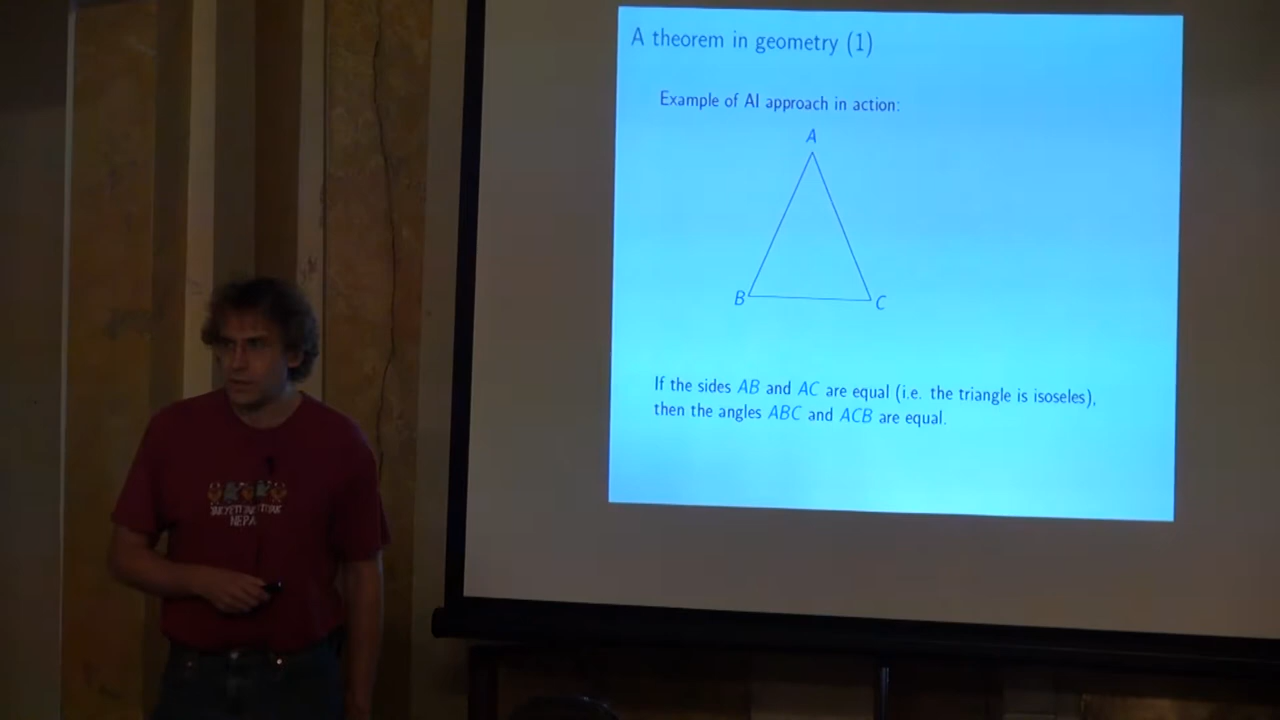 A theorem in geometry (1)
Example of AI approach in action:
A
B
C
If the sides AB and AC are equal (i.e. the triangle is isoseles),
then the angles ABC and ACB are equal.
NEPA